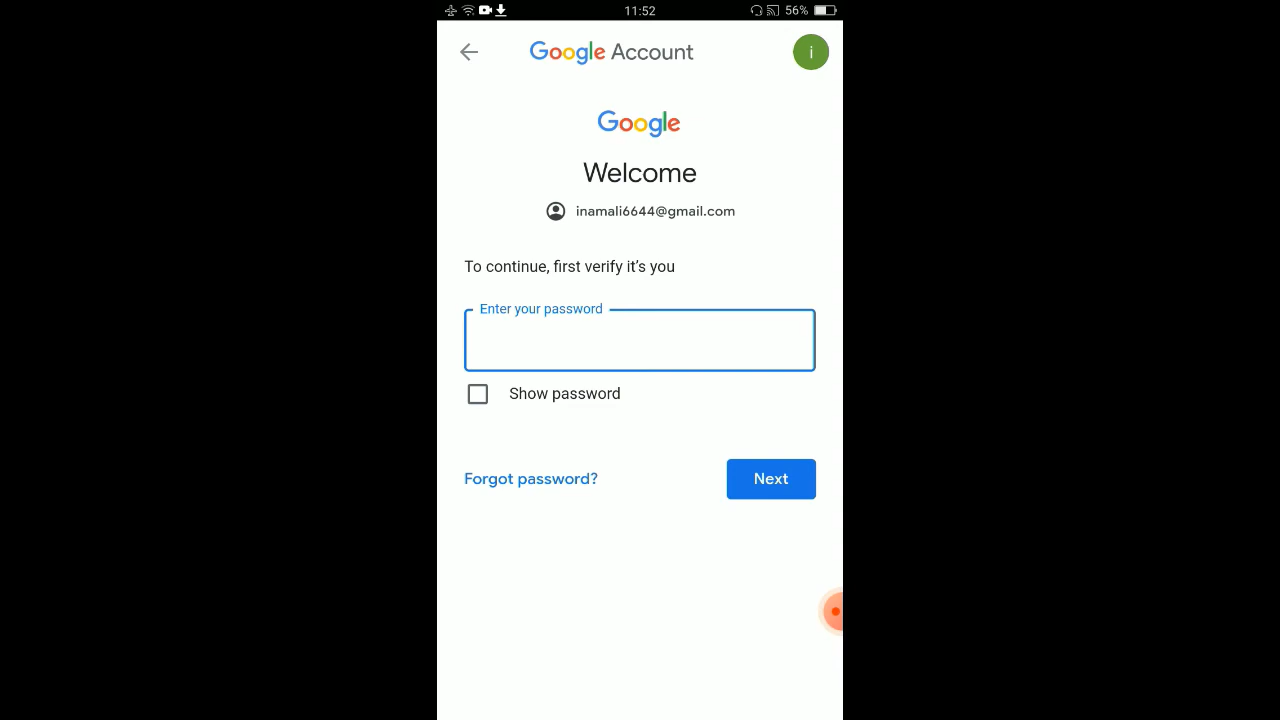 11:52
56%
Google Account
i
Google
Welcome
inamali6644@gmail.com
To continue, first verify it’s you
Enter your password
Show password
Forgot password?
Next